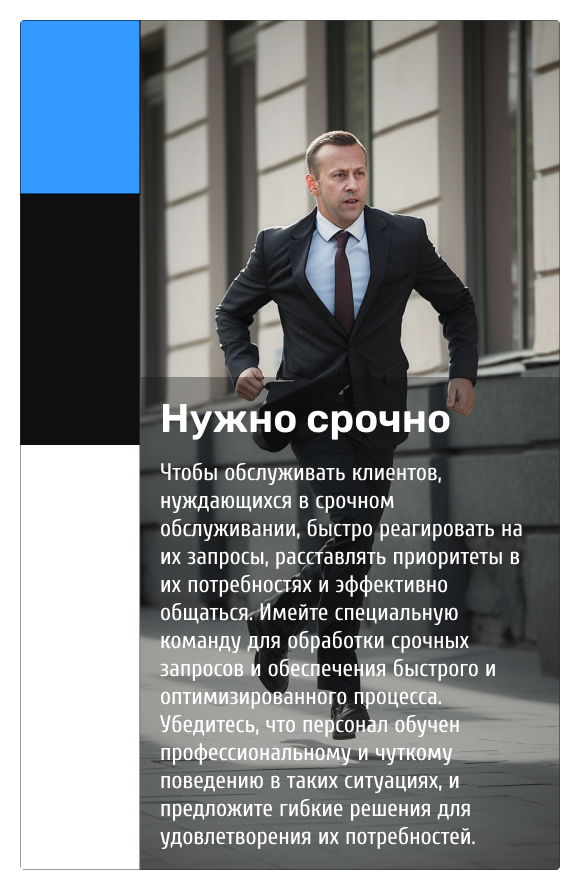 Нужно срочно
Чтобы обслуживать клиентов,
нуждающихся в срочном
обслуживании, быстро реагировать на
их запросы, расставлять приоритеты в
их потребностях и эффективно
общаться. Имейте специальную
команду для обработки срочных
запросов и обеспечения быстрого и
оптимизированного процесса.
Убедитесь, что персонал обучен
профессиональному и чуткому
поведению в таких ситуациях, и
предложите гибкие решения для
удовлетворения их потребностей.